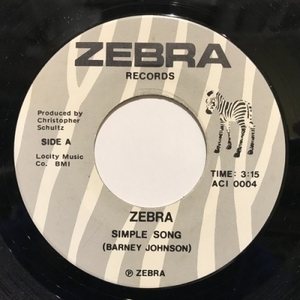 ZEBRA
RECORDS
Produced by
Christopher
Schultz
SIDE A
Locity Music
Co. BMI
TIME: 3:15
ACI 0004
ZEBRA
SIMPLE SONG
(BARNEY JOHNSON)
℗ ZEBRA